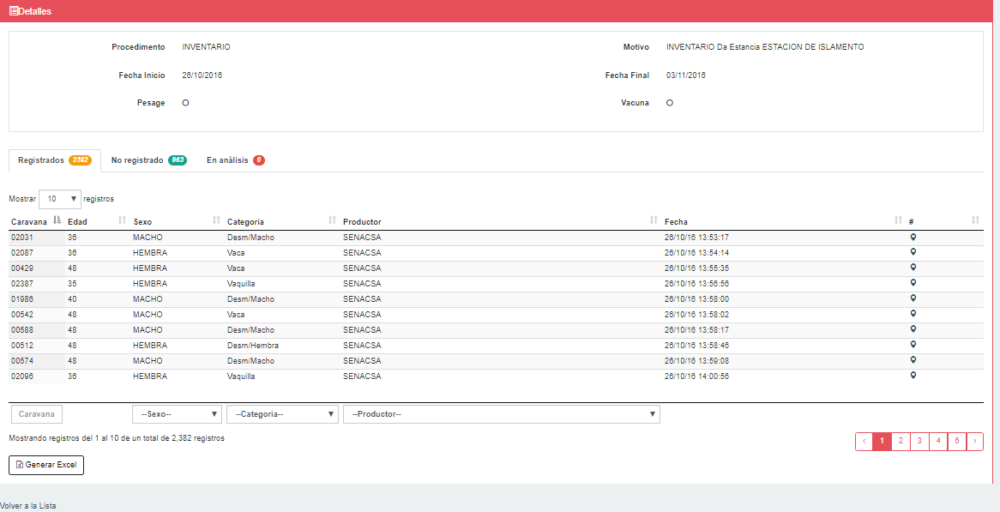 Detalles
Procedimento INVENTARIO Motivo INVENTARIO Da Estancia ESTACION DE ISLAMENTO
Fecha Inicio 26/10/2016 Fecha Final 03/11/2016
Pesage Vacuna
Registrados 2382 No registrado 963 En análisis 0
Mostrar 10 registros
Caravana Edad Sexo Categoria Productor Fecha #
02031 36 MACHO Desm/Macho SENACSA 26/10/16 13:53:17
02087 36 HEMBRA Vaca SENACSA 26/10/16 13:54:14
00429 48 HEMBRA Vaca SENACSA 26/10/16 13:55:35
02387 35 HEMBRA Vaquilla SENACSA 26/10/16 13:56:56
01986 40 MACHO Desm/Macho SENACSA 26/10/16 13:58:00
00542 48 MACHO Vaca SENACSA 26/10/16 13:58:02
00588 48 MACHO Desm/Macho SENACSA 26/10/16 13:58:17
00512 48 HEMBRA Desm/Hembra SENACSA 26/10/16 13:58:46
00574 48 MACHO Desm/Macho SENACSA 26/10/16 13:59:08
02096 36 HEMBRA Vaquilla SENACSA 26/10/16 14:00:56
Caravana --Sexo-- --Categoria-- --Productor--
Mostrando registros del 1 al 10 de un total de 2,382 registros
‹ 1 2 3 4 5 ›
Generar Excel
Volver a la Lista